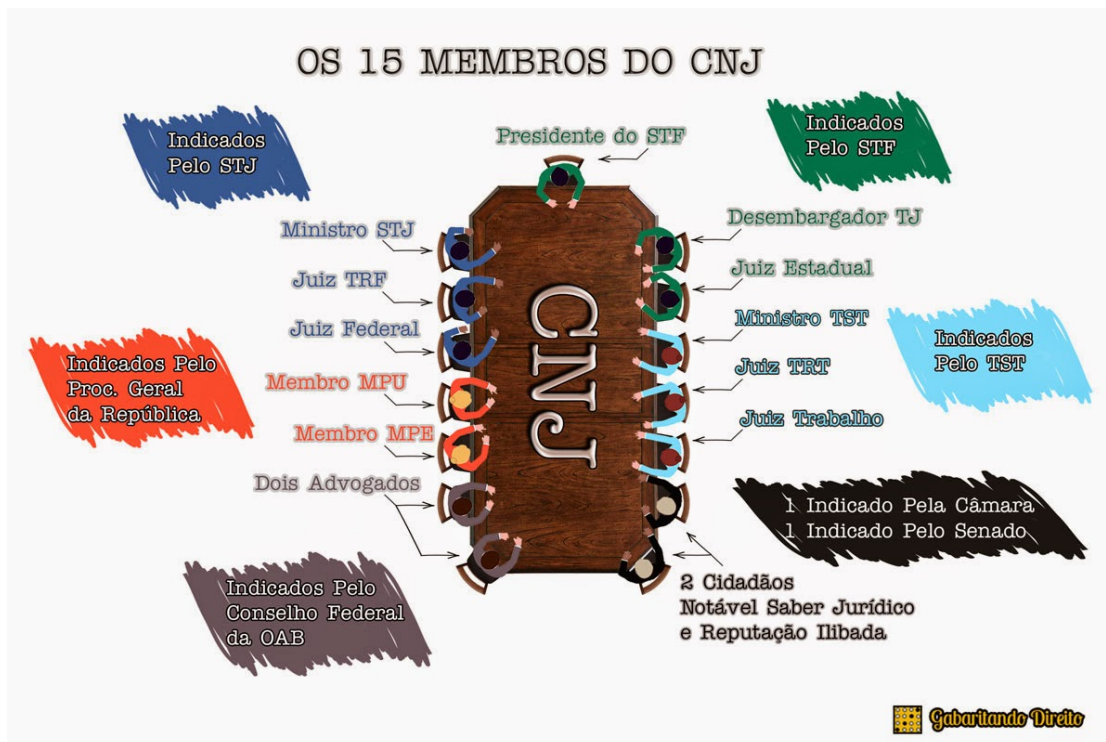 OS 15 MEMBROS DO CNJ
Indicados
Pelo STJ
Presidente do STF
Indicados
Pelo STF
Ministro STJ
Juiz TRF
Juiz Federal
Membro MPU
Membro MPE
Dois Advogados
Desembargador TJ
Juiz Estadual
Ministro TST
Juiz TRT
Juiz Trabalho
CNJ
Indicados Pelo
Proc. Geral
da República
Indicados
Pelo TST
1 Indicado Pela Câmara
1 Indicado Pelo Senado
Indicados Pelo
Conselho Federal
da OAB
2 Cidadãos
Notável Saber Jurídico
e Reputação Ilibada
Gabaritando Direito